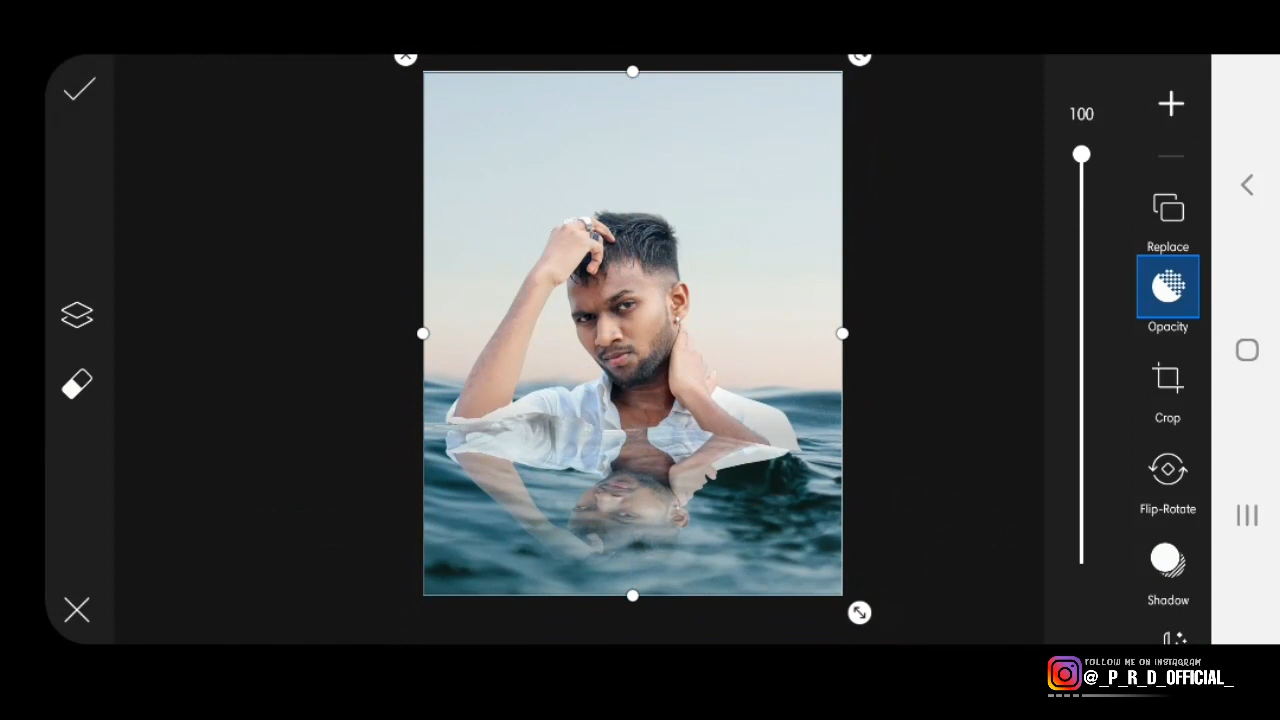 100
Replace
Opacity
Crop
Flip-Rotate
Shadow
FOLLOW ME ON INSTAGRAM
@_P_R_D_OFFICIAL_